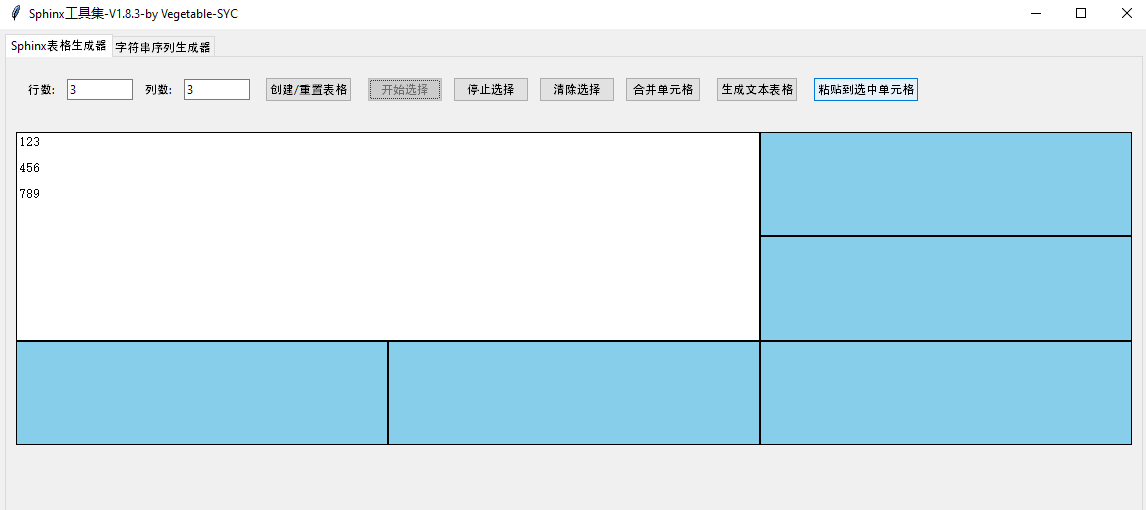 Sphinx工具集-V1.8.3-by Vegetable-SYC
Sphinx表格生成器 字符串序列生成器
行数: 3 列数: 3 创建/重置表格 开始选择 停止选择 清除选择 合并单元格 生成文本表格 粘贴到选中单元格
123
456
789